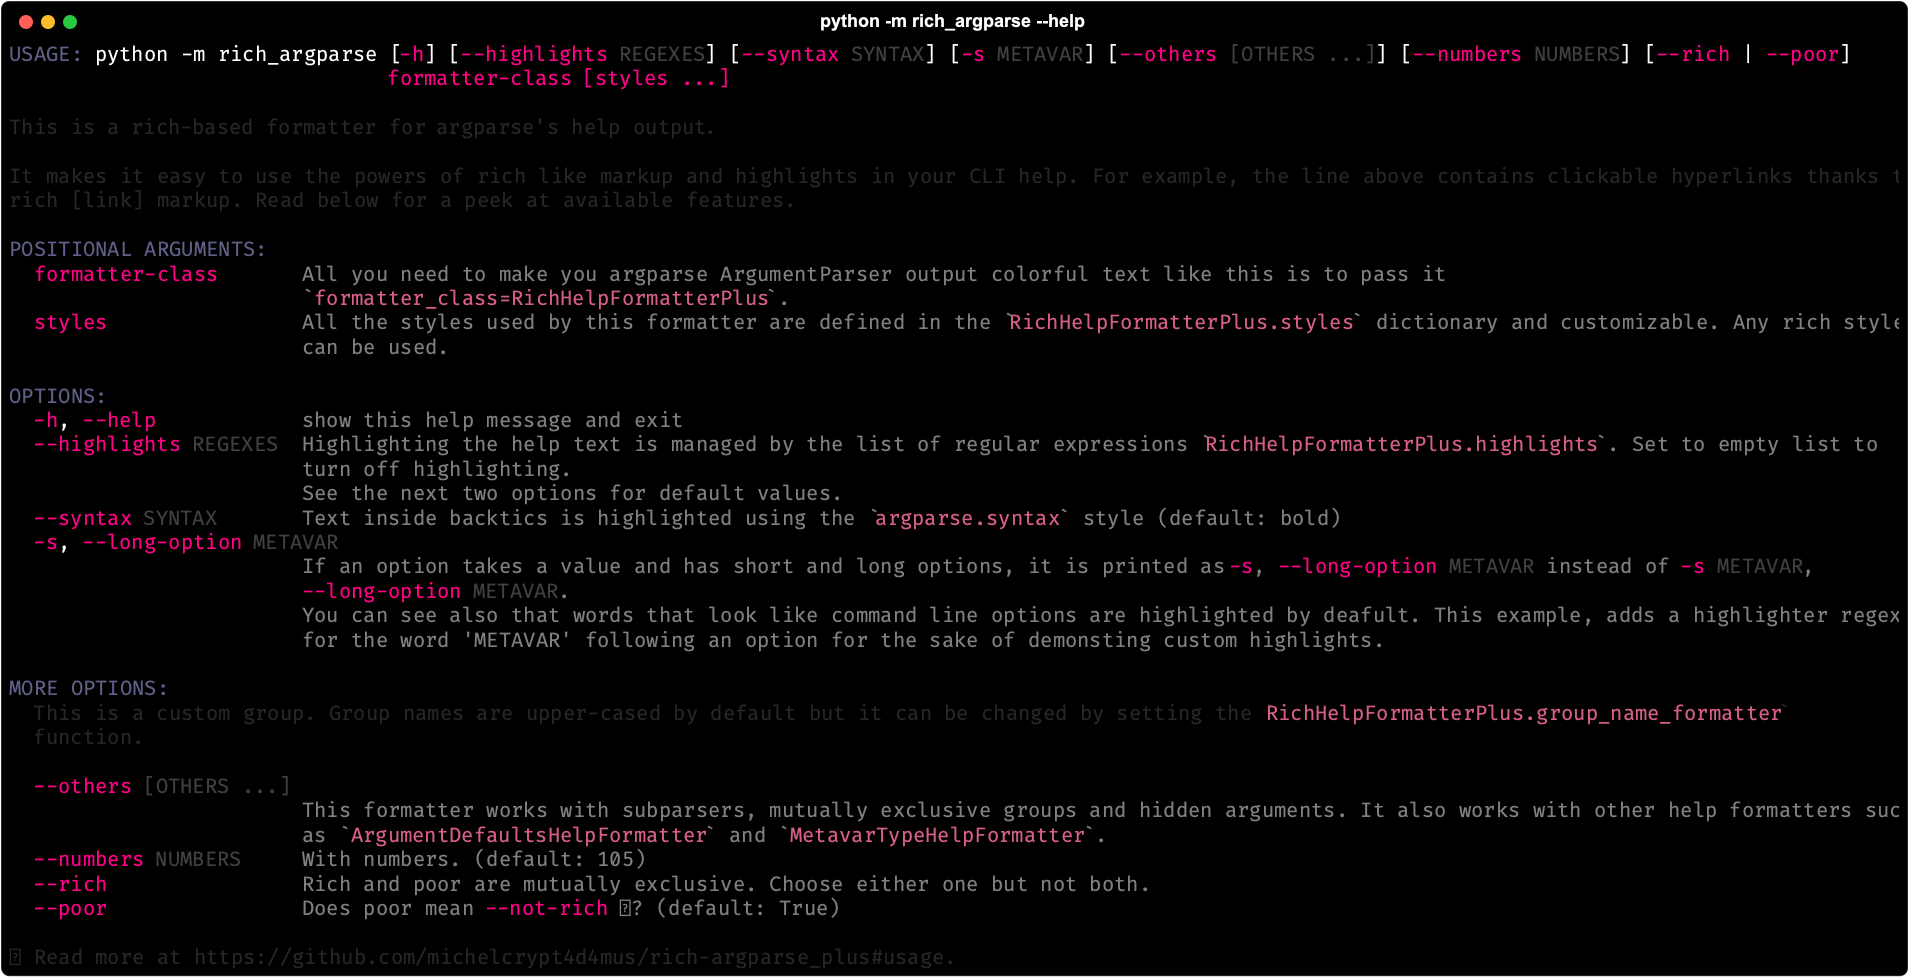 python -m rich_argparse --help
USAGE: python -m rich_argparse [-h] [--highlights REGEXES] [--syntax SYNTAX] [-s METAVAR] [--others [OTHERS ...]] [--numbers NUMBERS] [--rich | --poor]
formatter-class [styles ...]
This is a rich-based formatter for argparse's help output.
It makes it easy to use the powers of rich like markup and highlights in your CLI help. For example, the line above contains clickable hyperlinks thanks t
rich [link] markup. Read below for a peek at available features.
POSITIONAL ARGUMENTS:
formatter-class All you need to make you argparse ArgumentParser output colorful text like this is to pass it
`formatter_class=RichHelpFormatterPlus`.
styles All the styles used by this formatter are defined in the `RichHelpFormatterPlus.styles` dictionary and customizable. Any rich style
can be used.
OPTIONS:
-h, --help show this help message and exit
--highlights REGEXES Highlighting the help text is managed by the list of regular expressions `RichHelpFormatterPlus.highlights`. Set to empty list to
turn off highlighting.
See the next two options for default values.
--syntax SYNTAX Text inside backtics is highlighted using the `argparse.syntax` style (default: bold)
-s, --long-option METAVAR
If an option takes a value and has short and long options, it is printed as -s, --long-option METAVAR instead of -s METAVAR,
--long-option METAVAR.
You can see also that words that look like command line options are highlighted by deafult. This example, adds a highlighter regex
for the word 'METAVAR' following an option for the sake of demonsting custom highlights.
MORE OPTIONS:
This is a custom group. Group names are upper-cased by default but it can be changed by setting the RichHelpFormatterPlus.group_name_formatter`
function.
--others [OTHERS ...]
This formatter works with subparsers, mutually exclusive groups and hidden arguments. It also works with other help formatters suc
as `ArgumentDefaultsHelpFormatter` and `MetavarTypeHelpFormatter`.
--numbers NUMBERS With numbers. (default: 105)
--rich Rich and poor are mutually exclusive. Choose either one but not both.
--poor Does poor mean --not-rich ? (default: True)
Read more at https://github.com/michelcrypt4d4mus/rich-argparse_plus#usage.